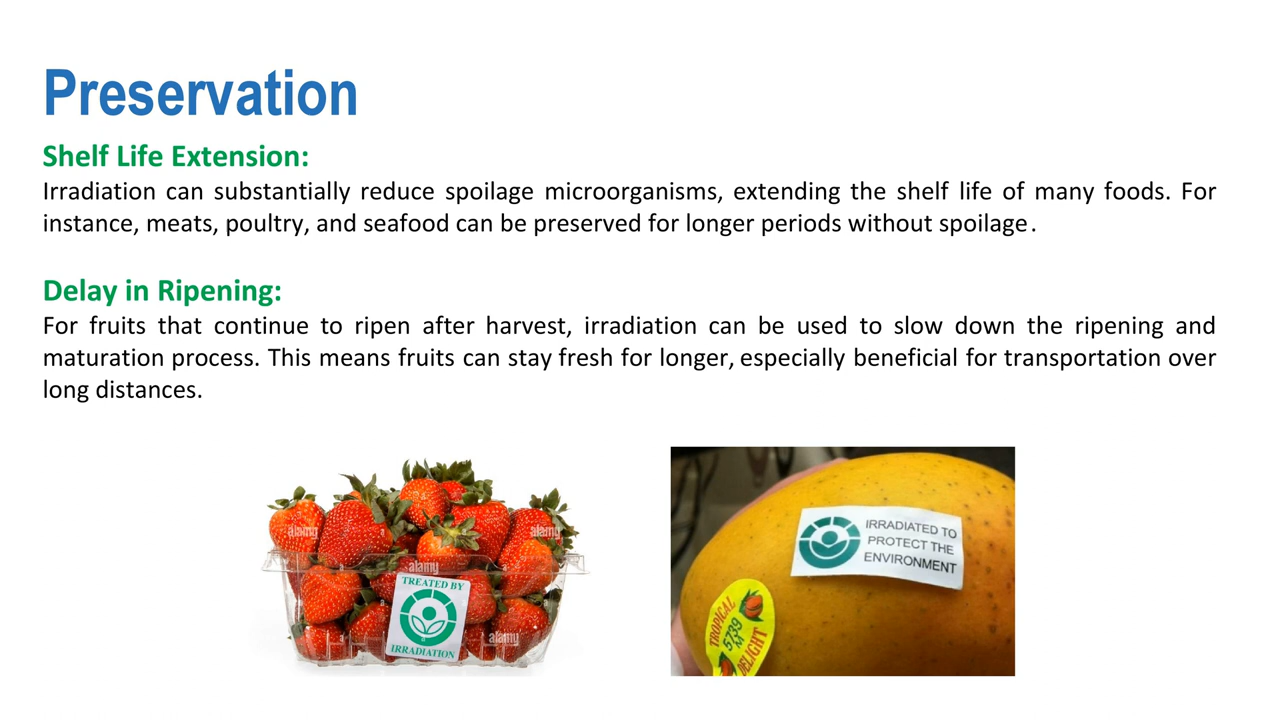 Preservation
Shelf Life Extension:
Irradiation can substantially reduce spoilage microorganisms, extending the shelf life of many foods. For
instance, meats, poultry, and seafood can be preserved for longer periods without spoilage.
Delay in Ripening:
For fruits that continue to ripen after harvest, irradiation can be used to slow down the ripening and
maturation process. This means fruits can stay fresh for longer, especially beneficial for transportation over
long distances.
alamy
alamy
alamy
TREATED BY
IRRADIATION
alamy
IRRADIATED TO
PROTECT THE
ENVIRONMENT
TROPICAL
5739
DELIGHT